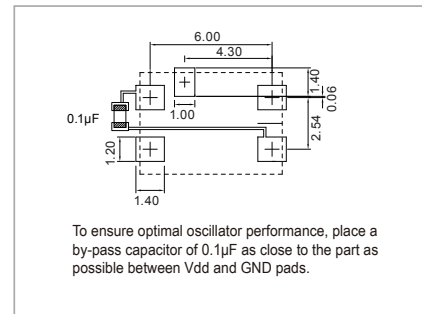 6.00
4.30
1.40
0.06
0.1µF
1.00
2.54
1.20
1.40
To ensure optimal oscillator performance, place a
by-pass capacitor of 0.1µF as close to the part as
possible between Vdd and GND pads.